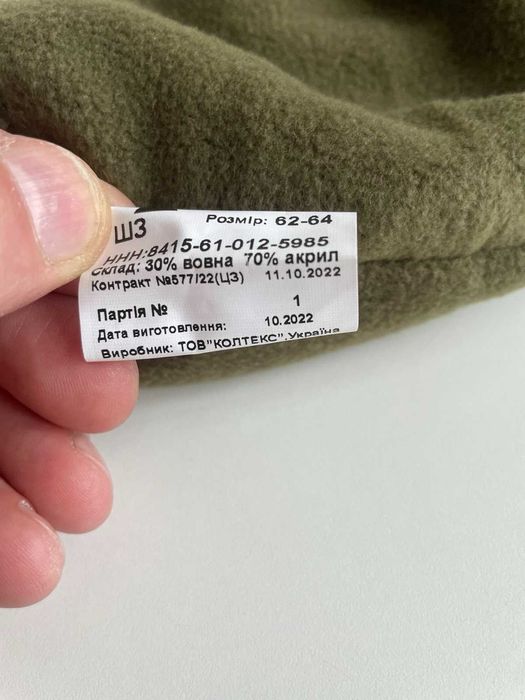 Розмір: 62-64
ШЗ
ННН:8415-61-012-5985
Склад: 30% вовна 70% акрил
Контракт №577/22(ЦЗ) 11.10.2022
Партія № 1
Дата виготовлення: 10.2022
Виробник: ТОВ"КОЛТЕКС",Україна